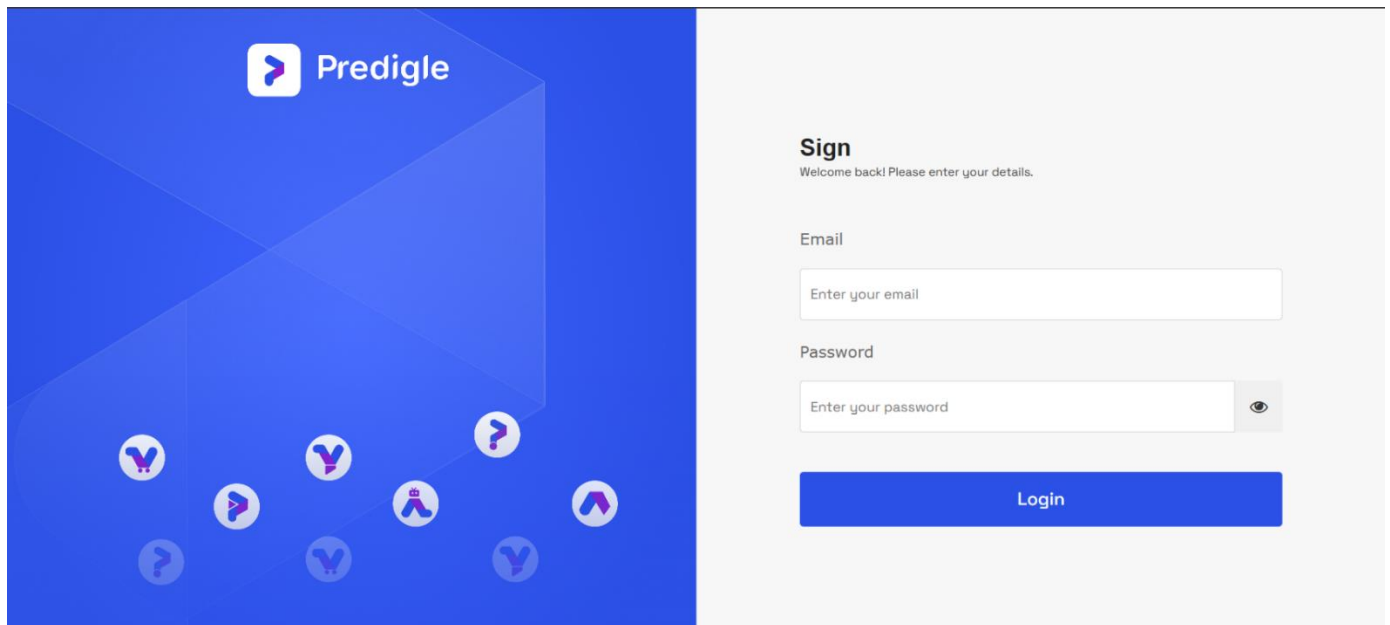 Predigle
Sign
Welcome back! Please enter your details.
Email
Enter your email
Password
Enter your password
Login